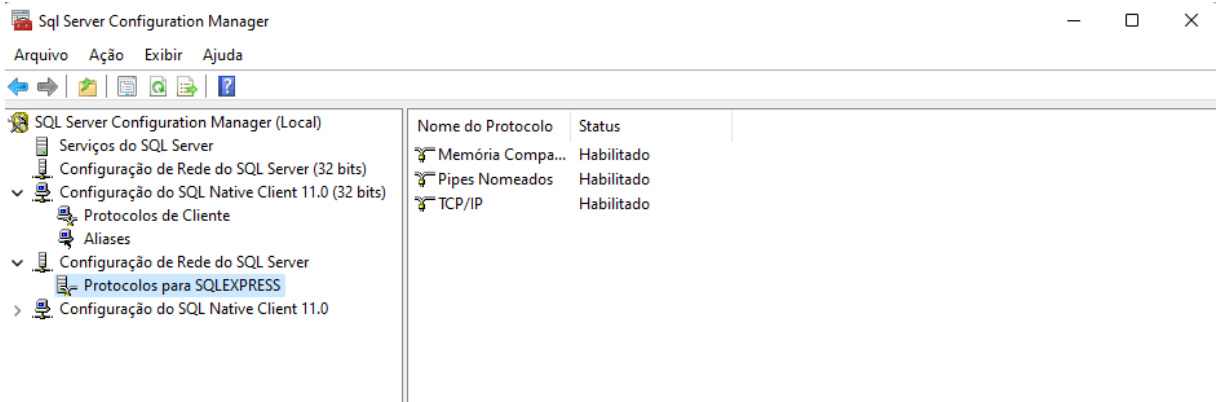 Sql Server Configuration Manager
Arquivo Ação Exibir Ajuda
SQL Server Configuration Manager (Local)
Serviços do SQL Server
Configuração de Rede do SQL Server (32 bits)
Configuração do SQL Native Client 11.0 (32 bits)
Protocolos de Cliente
Aliases
Configuração de Rede do SQL Server
Protocolos para SQLEXPRESS
Configuração do SQL Native Client 11.0
Nome do Protocolo Status
Memória Compa... Habilitado
Pipes Nomeados Habilitado
TCP/IP Habilitado